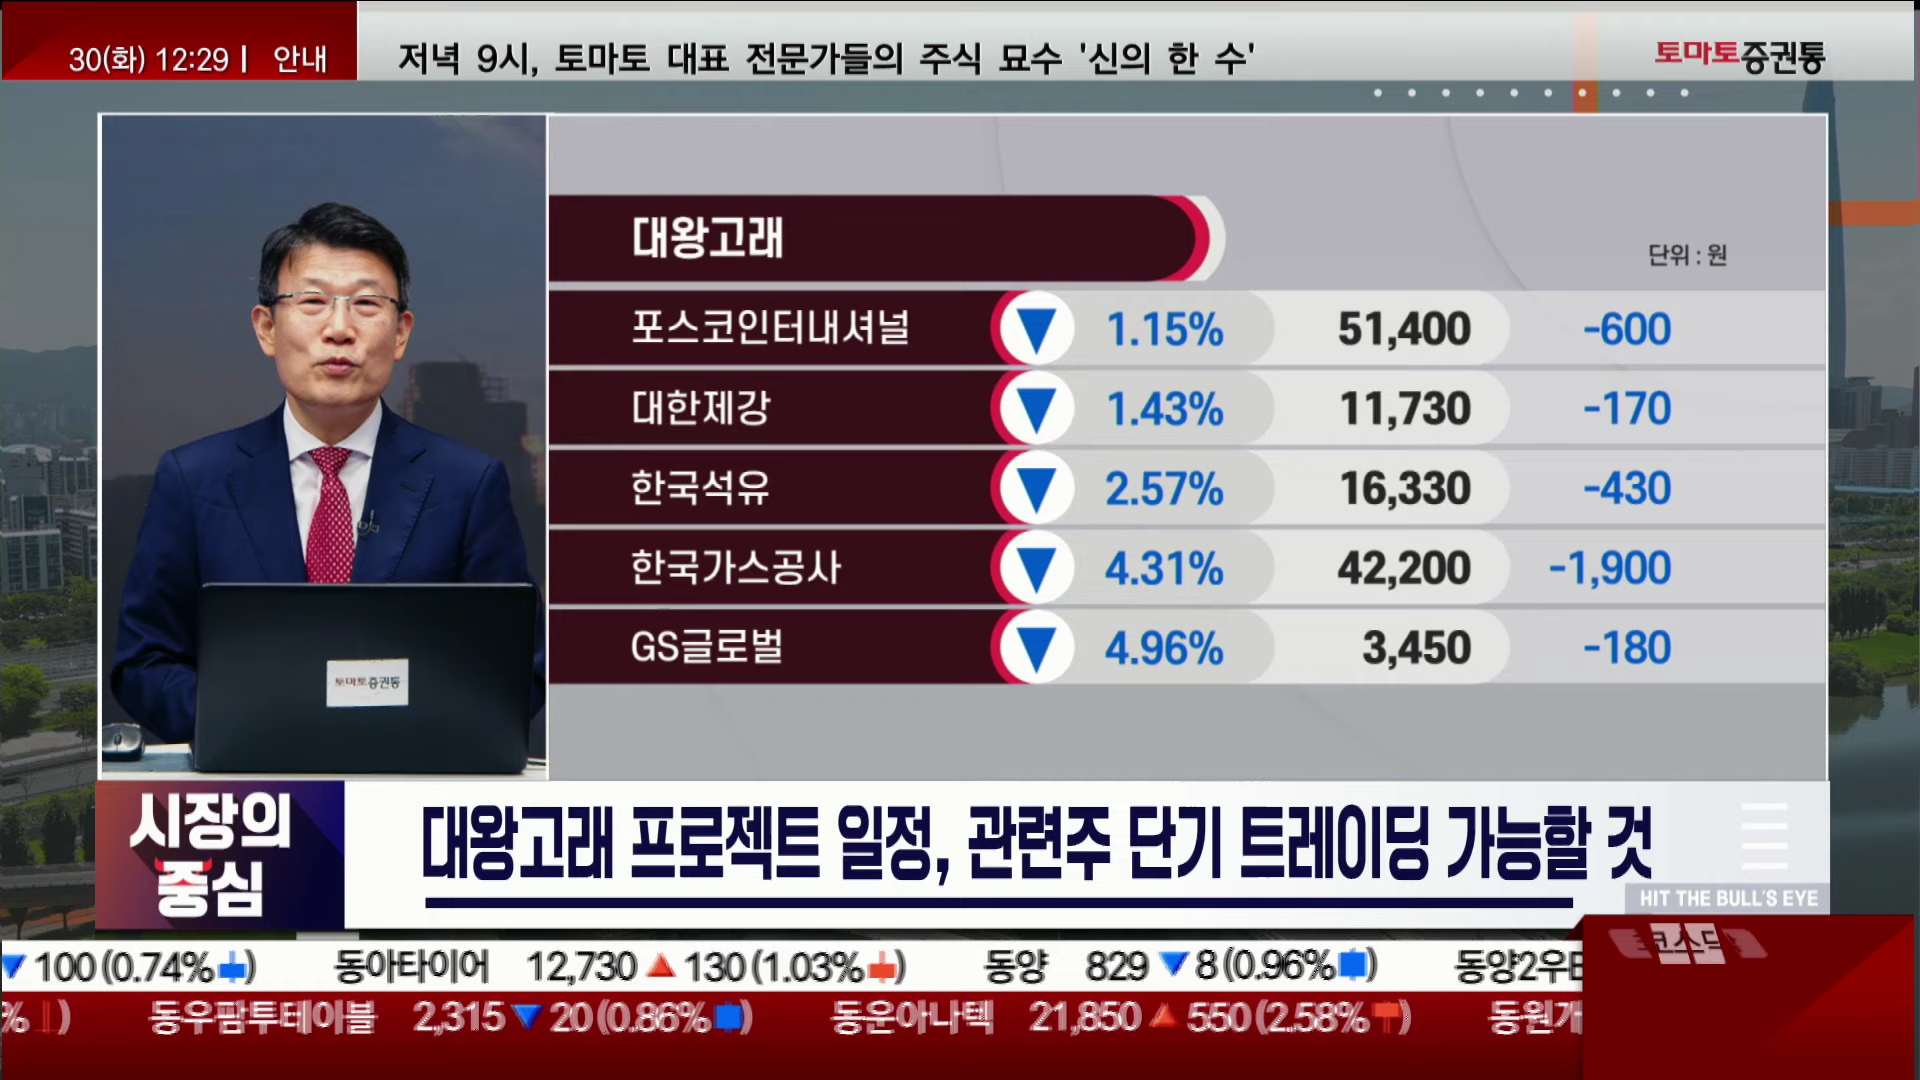 30(화) 12:29 | 안내
저녁 9시, 토마토 대표 전문가들의 주식 묘수 '신의 한 수'
토마토증권통
대왕고래
단위 : 원
포스코인터내셔널 ▼ 1.15% 51,400 -600
대한제강 ▼ 1.43% 11,730 -170
한국석유 ▼ 2.57% 16,330 -430
한국가스공사 ▼ 4.31% 42,200 -1,900
GS글로벌 ▼ 4.96% 3,450 -180
토마토증권통
시장의
중심
대왕고래 프로젝트 일정, 관련주 단기 트레이딩 가능할 것
HIT THE BULL'S EYE
▼ 100(0.74%) 동아타이어 12,730 ▲ 130(1.03%) 동양 829 ▼ 8(0.96%) 동양2우B
코스닥
%) 동우팜투테이블 2,315 ▼ 20(0.86%) 동운아나텍 21,850 ▲ 550(2.58%) 동원개